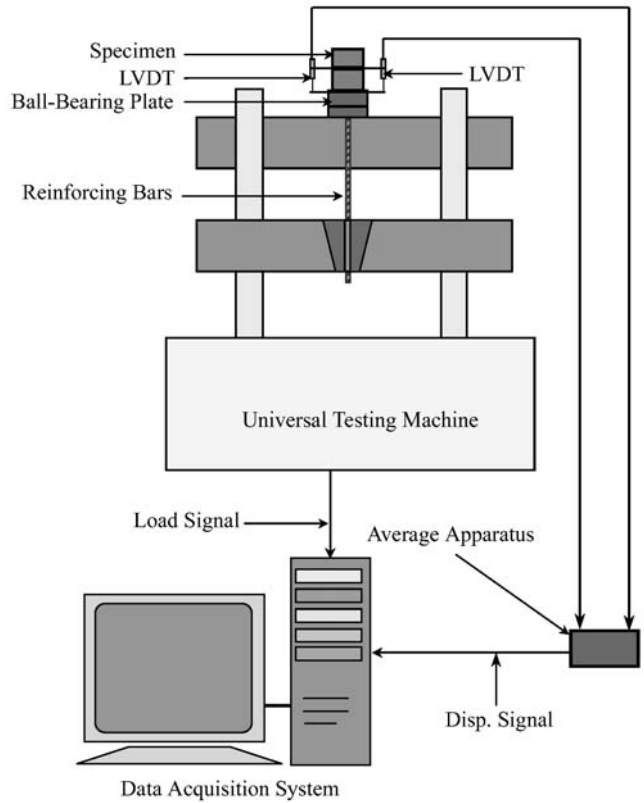 Specimen
LVDT
LVDT
Ball-Bearing Plate
Reinforcing Bars
Universal Testing Machine
Load Signal
Average Apparatus
Disp. Signal
Data Acquisition System